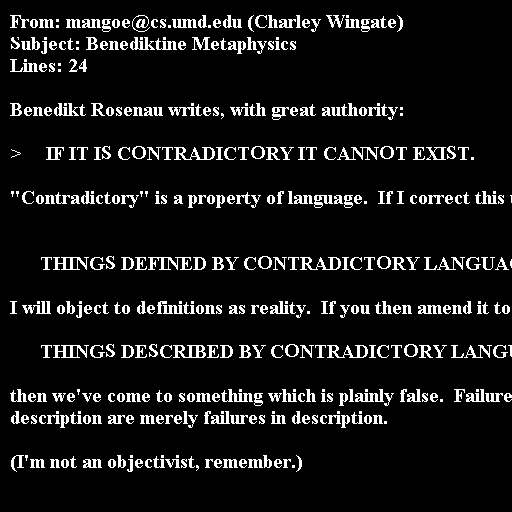 From: mangoe@cs.umd.edu (Charley Wingate)
Subject: Benediktine Metaphysics
Lines: 24
Benedikt Rosenau writes, with great authority:
> IF IT IS CONTRADICTORY IT CANNOT EXIST.
"Contradictory" is a property of language. If I correct this
THINGS DEFINED BY CONTRADICTORY
I will object to definitions as reality. If you then amend it to
THINGS DESCRIBED BY CONTRADICTORY
then we've come to something which is plainly false. Failure
description are merely failures in description.
(I'm not an objectivist, remember.)